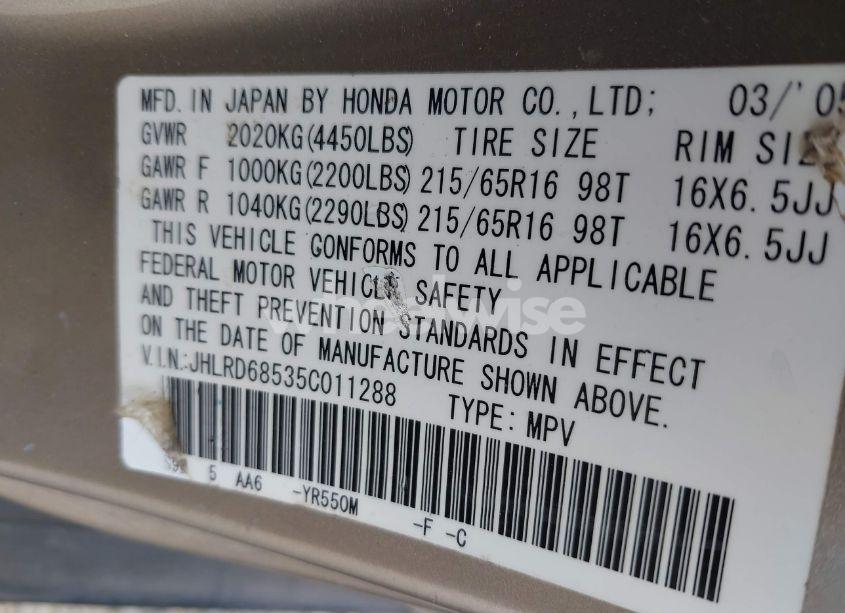 MFD. IN JAPAN BY HONDA MOTOR CO., LTD; 03/'05
GVWR 2020KG(4450LBS) TIRE SIZE RIM SIZE
GAWR F 1000KG(2200LBS) 215/65R16 98T 16X6.5JJ
GAWR R 1040KG(2290LBS) 215/65R16 98T 16X6.5JJ
THIS VEHICLE CONFORMS TO ALL APPLICABLE
FEDERAL MOTOR VEHICLE SAFETY
AND THEFT PREVENTION STANDARDS IN EFFECT
ON THE DATE OF MANUFACTURE SHOWN ABOVE.
V.I.N.:JHLRD68535C011288 TYPE: MPV
5 AA6 -YR550M -F -C
wheelwise